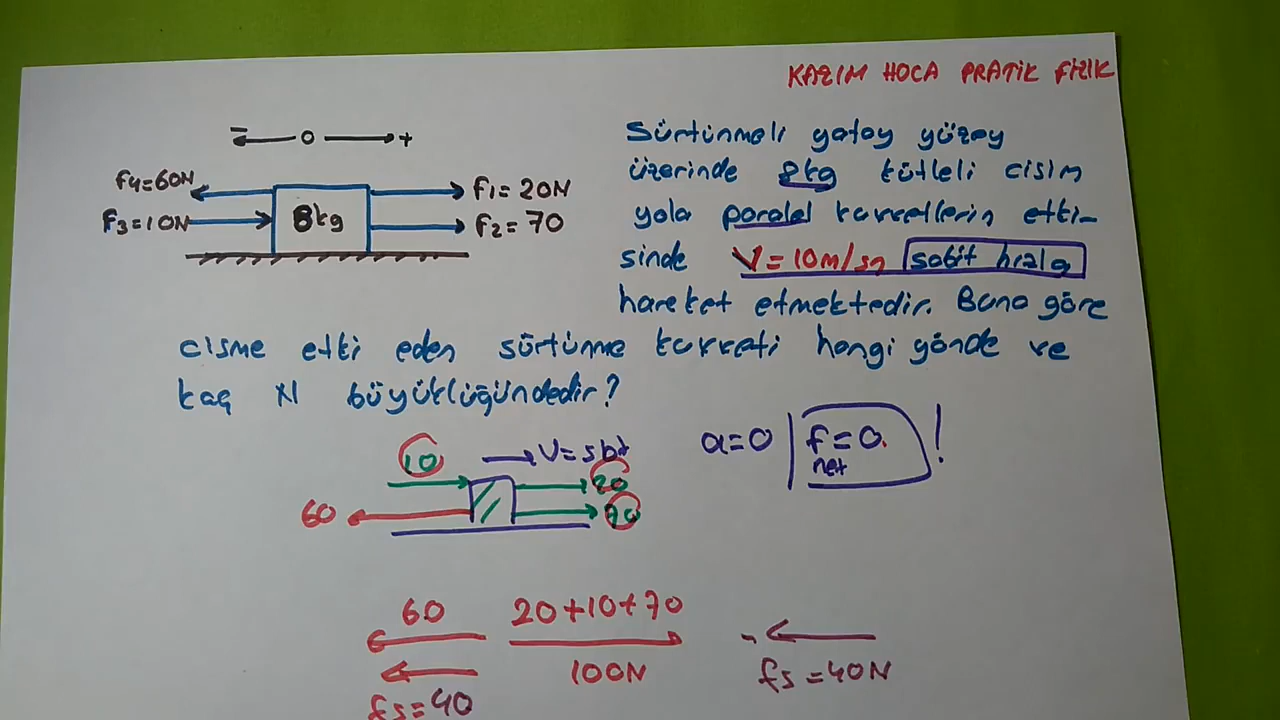 KAZIM HOCA PRATİK FİZİK
- 0 +
F4=60N
F1=20N
F3=10N
8kg
F2=70
Sürtünmeli yatay yüzey
üzerinde 8kg kütleli cisim
yola paralel kuvvetlerin etki-
sinde V=10m/sn sabit hızla
hareket etmektedir. Buna göre
cisme etki eden sürtünme kuvveti hangi yönde ve
kaç N büyüklüğündedir?
10
V=sbt
a=0 | Fnet=0. !
20
60
70
60
20+10+70
100N
fs=40N
fs=40